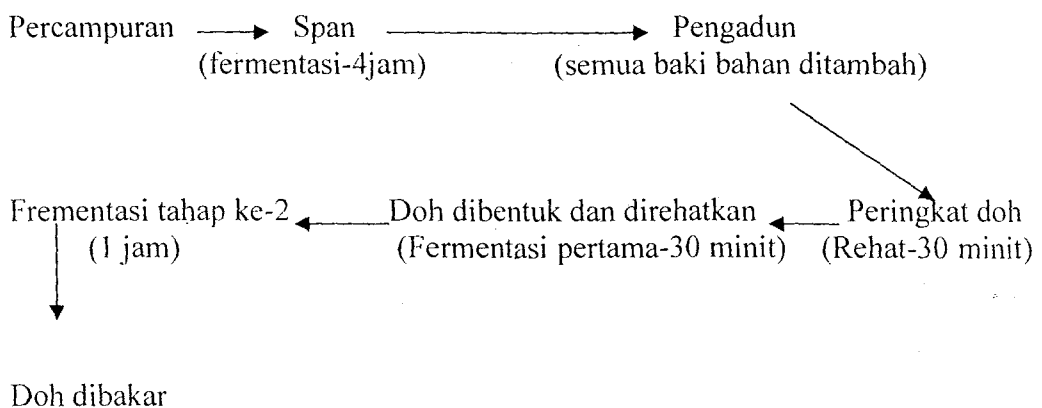 Percampuran Span Pengadun
(fermentasi-4jam) (semua baki bahan ditambah)
Frementasi tahap ke-2 Doh dibentuk dan direhatkan Peringkat doh
(1 jam) (Fermentasi pertama-30 minit) (Rehat-30 minit)
Doh dibakar